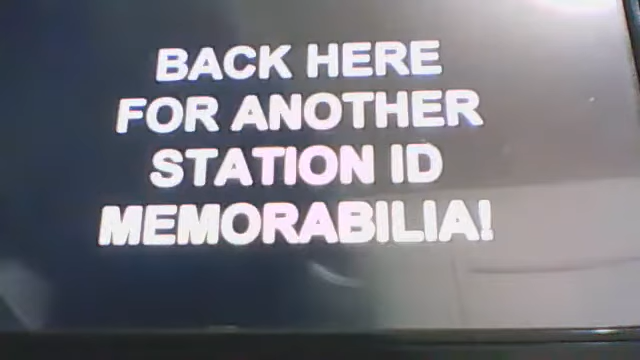 BACK HERE
FOR ANOTHER
STATION ID
MEMORABILIA!